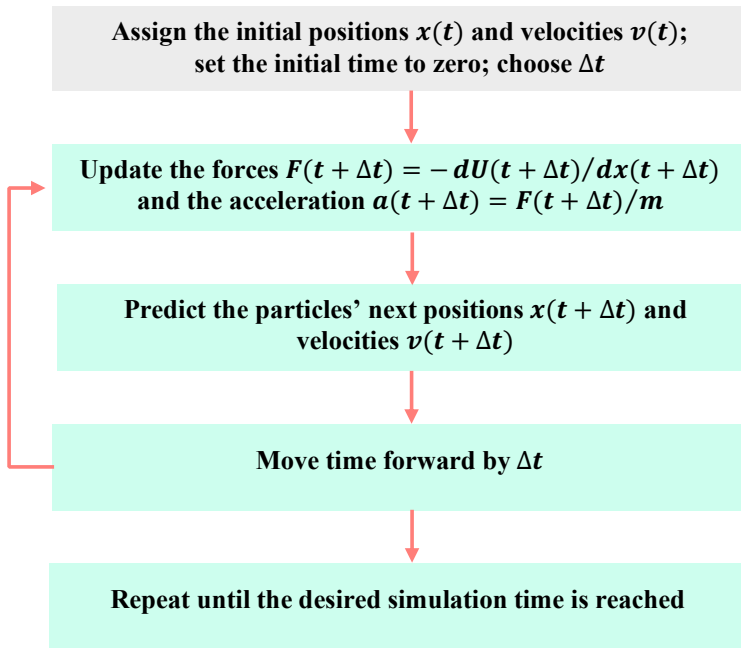 Assign the initial positions x(t) and velocities v(t);
set the initial time to zero; choose Δt
Update the forces F(t + Δt) = −dU(t + Δt)/dx(t + Δt)
and the acceleration a(t + Δt) = F(t + Δt)/m
Predict the particles’ next positions x(t + Δt) and
velocities v(t + Δt)
Move time forward by Δt
Repeat until the desired simulation time is reached